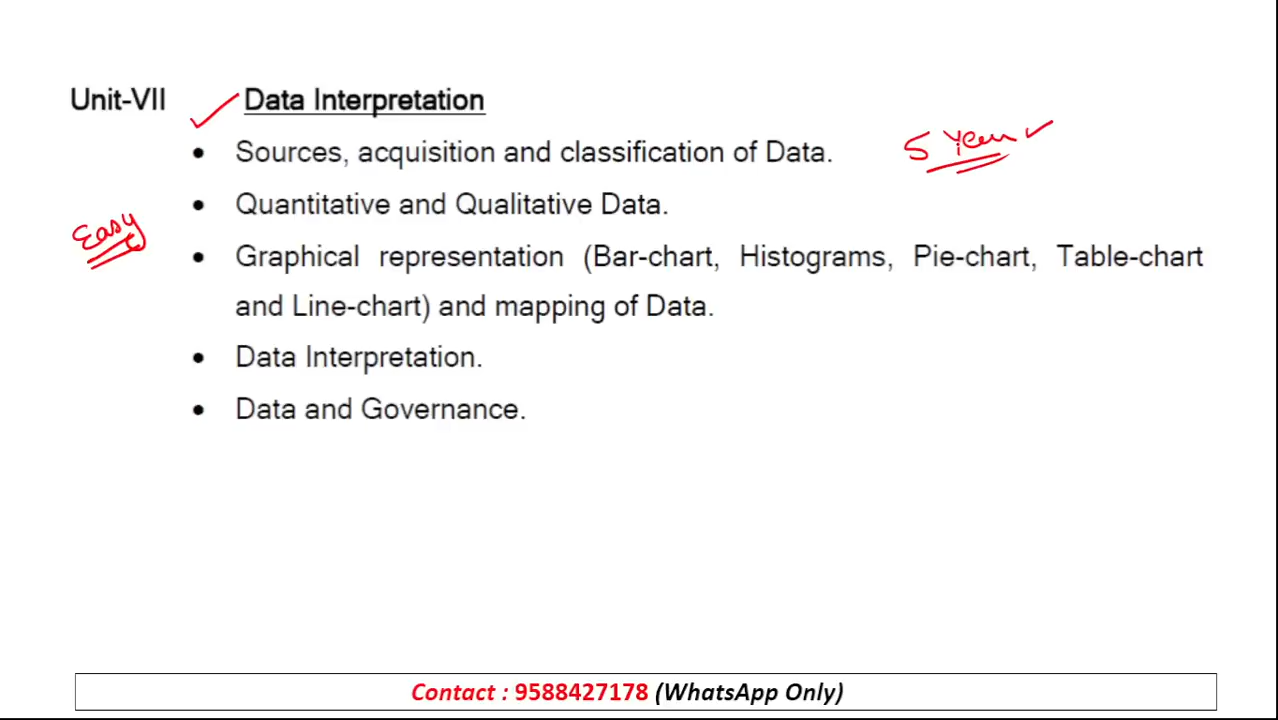 Unit-VII Data Interpretation
• Sources, acquisition and classification of Data.
5 Year
• Quantitative and Qualitative Data.
Easy
• Graphical representation (Bar-chart, Histograms, Pie-chart, Table-chart
and Line-chart) and mapping of Data.
• Data Interpretation.
• Data and Governance.
Contact : 9588427178 (WhatsApp Only)